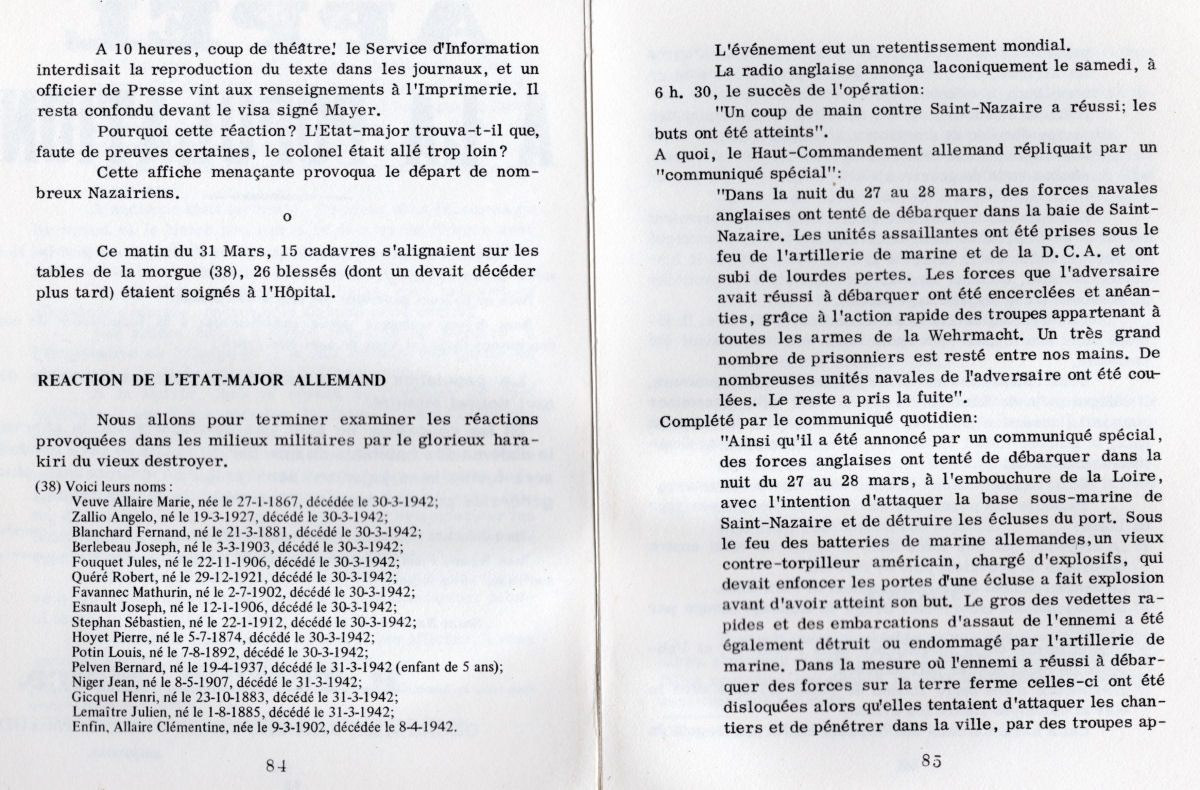 A 10 heures, coup de théâtre! le Service d'Information
interdisait la reproduction du texte dans les journaux, et un
officier de Presse vint aux renseignements à l'Imprimerie. Il
resta confondu devant le visa signé Mayer.
Pourquoi cette réaction? L'Etat-major trouva-t-il que,
faute de preuves certaines, le colonel était allé trop loin?
Cette affiche menaçante provoqua le départ de nom-
breux Nazairiens.
o
Ce matin du 31 Mars, 15 cadavres s'alignaient sur les
tables de la morgue (38), 26 blessés (dont un devait décéder
plus tard) étaient soignés à l'Hôpital.
REACTION DE L'ETAT-MAJOR ALLEMAND
Nous allons pour terminer examiner les réactions
provoquées dans les milieux militaires par le glorieux hara-
kiri du vieux destroyer.
(38) Voici leurs noms :
Veuve Allaire Marie, née le 27-1-1867, décédée le 30-3-1942;
Zallio Angelo, né le 19-3-1927, décédé le 30-3-1942;
Blanchard Fernand, né le 21-3-1881, décédé le 30-3-1942;
Berlebeau Joseph, né le 3-3-1903, décédé le 30-3-1942;
Fouquet Jules, né le 22-11-1906, décédé le 30-3-1942;
Quéré Robert, né le 29-12-1921, décédé le 30-3-1942;
Favannec Mathurin, né le 2-7-1902, décédé le 30-3-1942;
Esnault Joseph, né le 12-1-1906, décédé le 30-3-1942;
Stephan Sébastien, né le 22-1-1912, décédé le 30-3-1942;
Hoyet Pierre, né le 5-7-1874, décédé le 30-3-1942;
Potin Louis, né le 7-8-1892, décédé le 30-3-1942;
Pelven Bernard, né le 19-4-1937, décédé le 31-3-1942 (enfant de 5 ans);
Niger Jean, né le 8-5-1907, décédé le 31-3-1942;
Gicquel Henri, né le 23-10-1883, décédé le 31-3-1942;
Lemaître Julien, né le 1-8-1885, décédé le 31-3-1942;
Enfin, Allaire Clémentine, née le 9-3-1902, décédée le 8-4-1942.
84
L'événement eut un retentissement mondial.
La radio anglaise annonça laconiquement le samedi, à
6 h. 30, le succès de l'opération:
"Un coup de main contre Saint-Nazaire a réussi; les
buts ont été atteints".
A quoi, le Haut-Commandement allemand répliquait par un
"communiqué spécial":
"Dans la nuit du 27 au 28 mars, des forces navales
anglaises ont tenté de débarquer dans la baie de Saint-
Nazaire. Les unités assaillantes ont été prises sous le
feu de l'artillerie de marine et de la D.C.A. et ont
subi de lourdes pertes. Les forces que l'adversaire
avait réussi à débarquer ont été encerclées et anéan-
ties, grâce à l'action rapide des troupes appartenant à
toutes les armes de la Wehrmacht. Un très grand
nombre de prisonniers est resté entre nos mains. De
nombreuses unités navales de l'adversaire ont été cou-
lées. Le reste a pris la fuite".
Complété par le communiqué quotidien:
"Ainsi qu'il a été annoncé par un communiqué spécial,
des forces anglaises ont tenté de débarquer dans la
nuit du 27 au 28 mars, à l'embouchure de la Loire,
avec l'intention d'attaquer la base sous-marine de
Saint-Nazaire et de détruire les écluses du port. Sous
le feu des batteries de marine allemandes,un vieux
contre-torpilleur américain, chargé d'explosifs, qui
devait enfoncer les portes d'une écluse a fait explosion
avant d'avoir atteint son but. Le gros des vedettes ra-
pides et des embarcations d'assaut de l'ennemi a été
également détruit ou endommagé par l'artillerie de
marine. Dans la mesure où l'ennemi a réussi à débar-
quer des forces sur la terre ferme celles-ci ont été
disloquées alors qu'elles tentaient d'attaquer les chan-
tiers et de pénétrer dans la ville, par des troupes ap-
85